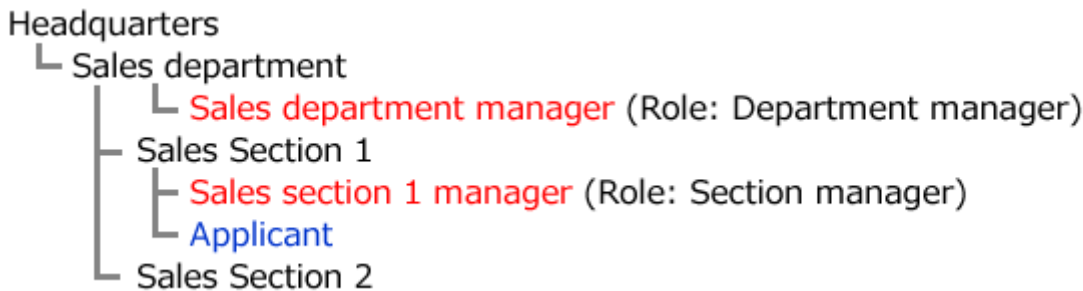 Headquarters
Sales department
Sales department manager (Role: Department manager)
Sales Section 1
Sales section 1 manager (Role: Section manager)
Applicant
Sales Section 2